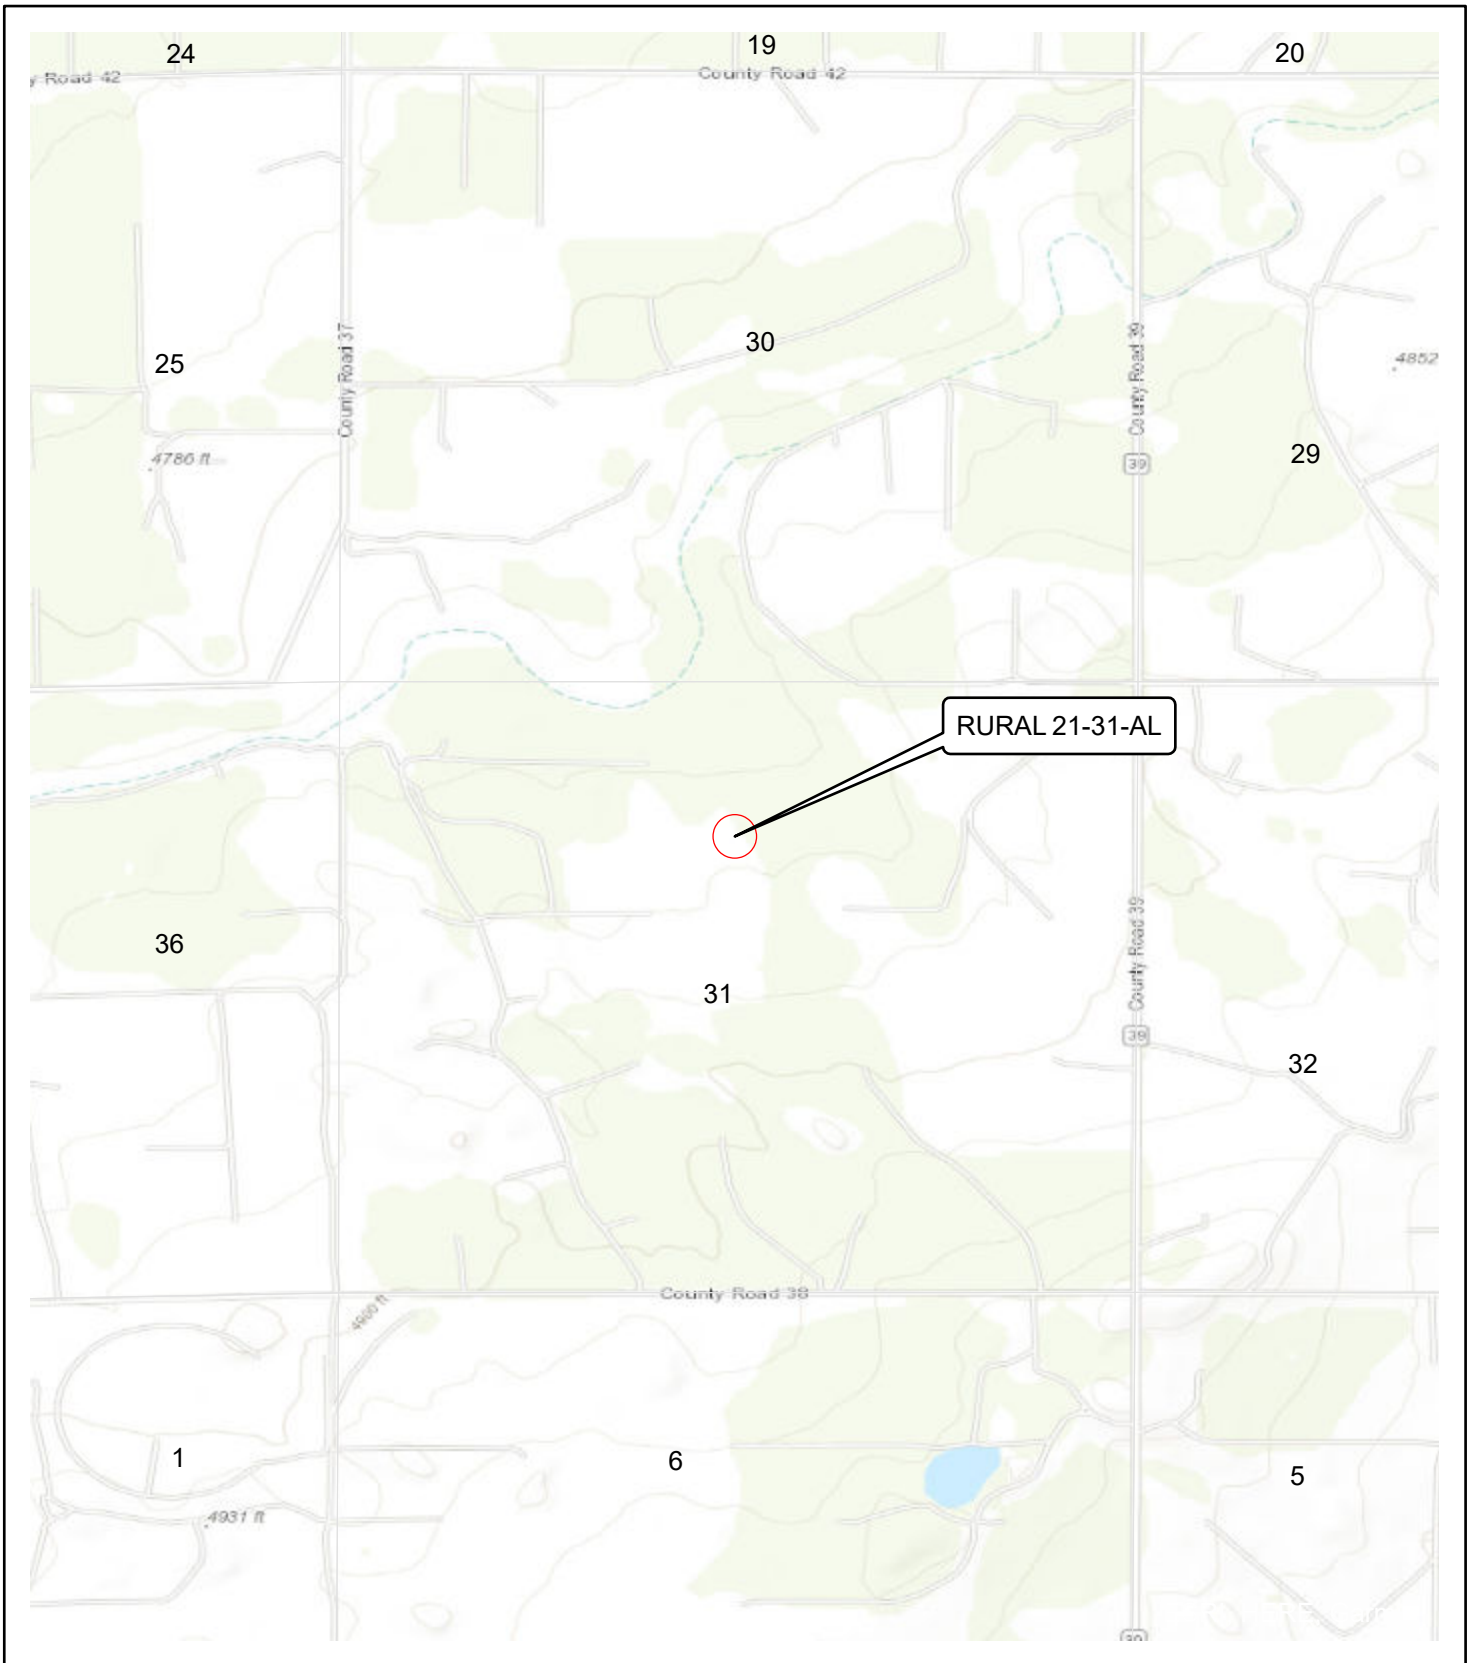 24
19
20
y Road 42
County Road 42
30
25
County Road 37
County Road 39
4852
4786 ft
39
29
RURAL 21-31-AL
36
County Road 39
31
39
32
County Road 38
4900 ft
1
6
5
4931 ft